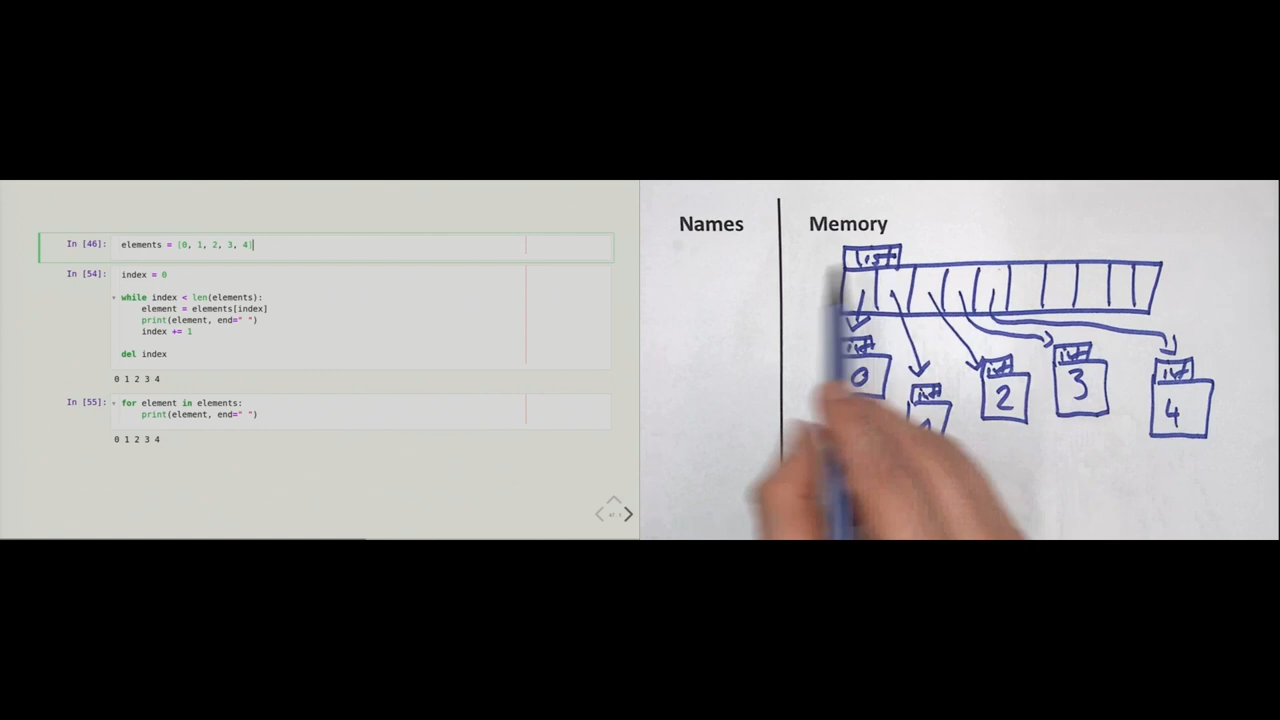 In [46]: elements = [0, 1, 2, 3, 4]
In [54]: index = 0
while index < len(elements):
element = elements[index]
print(element, end=" ")
index += 1
del index
0 1 2 3 4
In [55]: for element in elements:
print(element, end=" ")
0 1 2 3 4
Names
Memory
list
int
0
int
int
2
int
3
int
4